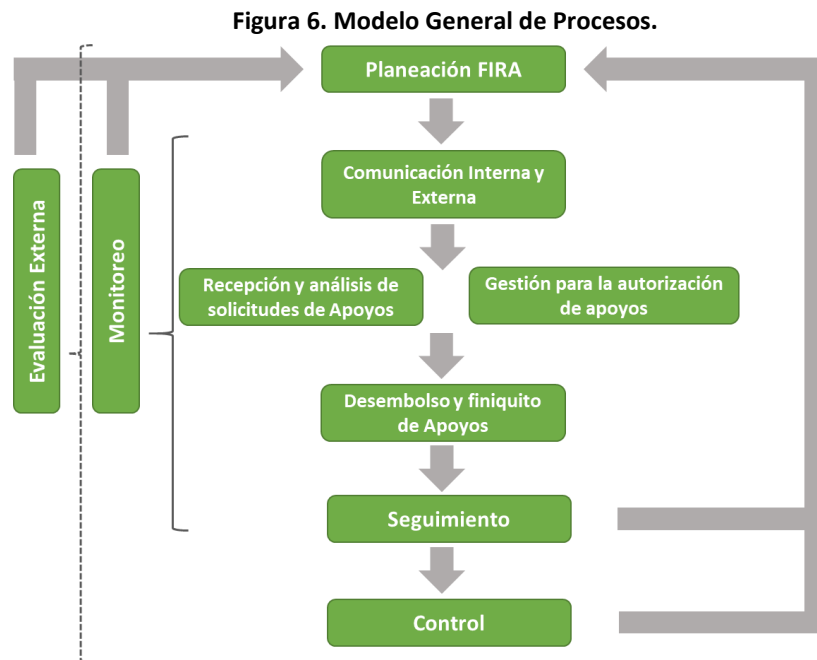 Figura 6. Modelo General de Procesos.
Planeación FIRA
Comunicación Interna y
Externa
Recepción y análisis de
solicitudes de Apoyos
Gestión para la autorización
de apoyos
Desembolso y finiquito
de Apoyos
Seguimiento
Control
Evaluación Externa
Monitoreo